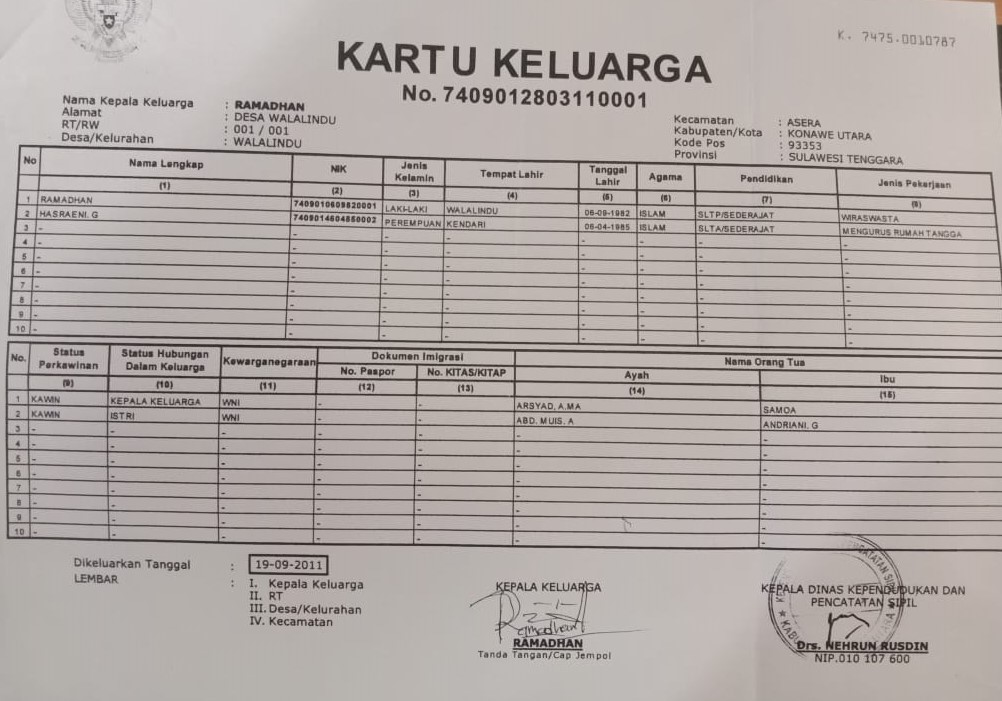 K. 7475.0010787
KARTU KELUARGA
No. 7409012803110001
Nama Kepala Keluarga : RAMADHAN
Alamat : DESA WALALINDU
RT/RW : 001 / 001
Desa/Kelurahan : WALALINDU
Kecamatan : ASERA
Kabupaten/Kota : KONAWE UTARA
Kode Pos : 93353
Provinsi : SULAWESI TENGGARA
No Nama Lengkap NIK Jenis Kelamin Tempat Lahir Tanggal Lahir Agama Pendidikan Jenis Pekerjaan
(1) (2) (3) (4) (5) (6) (7) (8)
1 RAMADHAN 7409010609820001 LAKI-LAKI WALALINDU 06-09-1982 ISLAM SLTP/SEDERAJAT WIRASWASTA
2 HASRAENI. G 7409014604850002 PEREMPUAN KENDARI 06-04-1985 ISLAM SLTA/SEDERAJAT MENGURUS RUMAH TANGGA
3 - - - - - - - -
4 - - - - - - - -
5 - - - - - - - -
6 - - - - - - - -
7 - - - - - - - -
8 - - - - - - - -
9 - - - - - - - -
10 - - - - - - - -
No. Status Perkawinan Status Hubungan Dalam Keluarga Kewarganegaraan Dokumen Imigrasi Nama Orang Tua
No. Paspor No. KITAS/KITAP Ayah Ibu
(9) (10) (11) (12) (13) (14) (15)
1 KAWIN KEPALA KELUARGA WNI - - ARSYAD, A.MA SAMOA
2 KAWIN ISTRI WNI - - ABD. MUIS. A ANDRIANI. G
3 - - - - - - -
4 - - - - - - -
5 - - - - - - -
6 - - - - - - -
7 - - - - - - -
8 - - - - - - -
9 - - - - - - -
10 - - - - - - -
Dikeluarkan Tanggal : 19-09-2011
LEMBAR : I. Kepala Keluarga
II. RT
III. Desa/Kelurahan
IV. Kecamatan
KEPALA KELUARGA
Ramadhan
RAMADHAN
Tanda Tangan/Cap Jempol
KEPALA DINAS KEPENDUDUKAN DAN
PENCATATAN SIPIL
Drs. NEHRUN RUSDIN
NIP.010 107 600